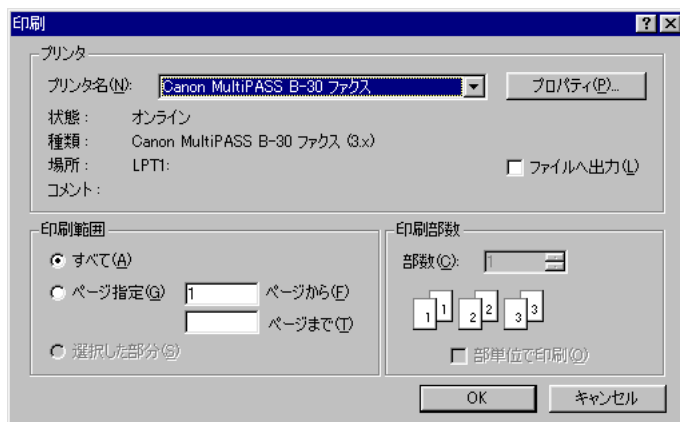 印刷
プリンタ
プリンタ名(N): Canon MultiPASS B-30 ファクス プロパティ(P)...
状態： オンライン
種類： Canon MultiPASS B-30 ファクス (3.x)
場所： LPT1: ファイルへ出力(L)
コメント：
印刷範囲
すべて(A)
ページ指定(G) 1 ページから(F)
ページまで(T)
選択した部分(S)
印刷部数
部数(C): 1
1 1 2 2 3 3
部単位で印刷(O)
OK キャンセル